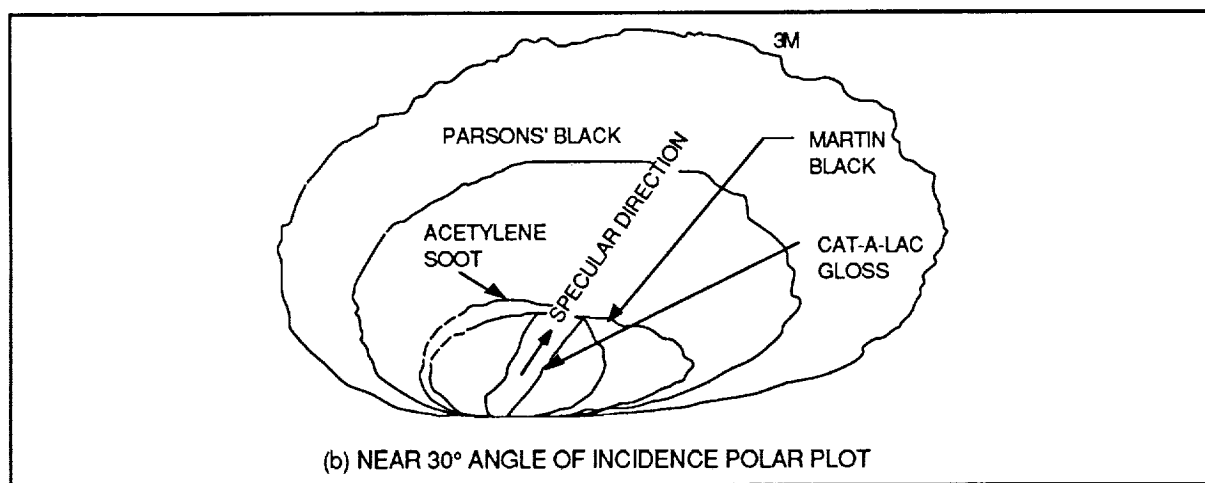 3M
PARSONS' BLACK
MARTIN
BLACK
SPECULAR DIRECTION
ACETYLENE
SOOT
CAT-A-LAC
GLOSS
(b) NEAR 30° ANGLE OF INCIDENCE POLAR PLOT